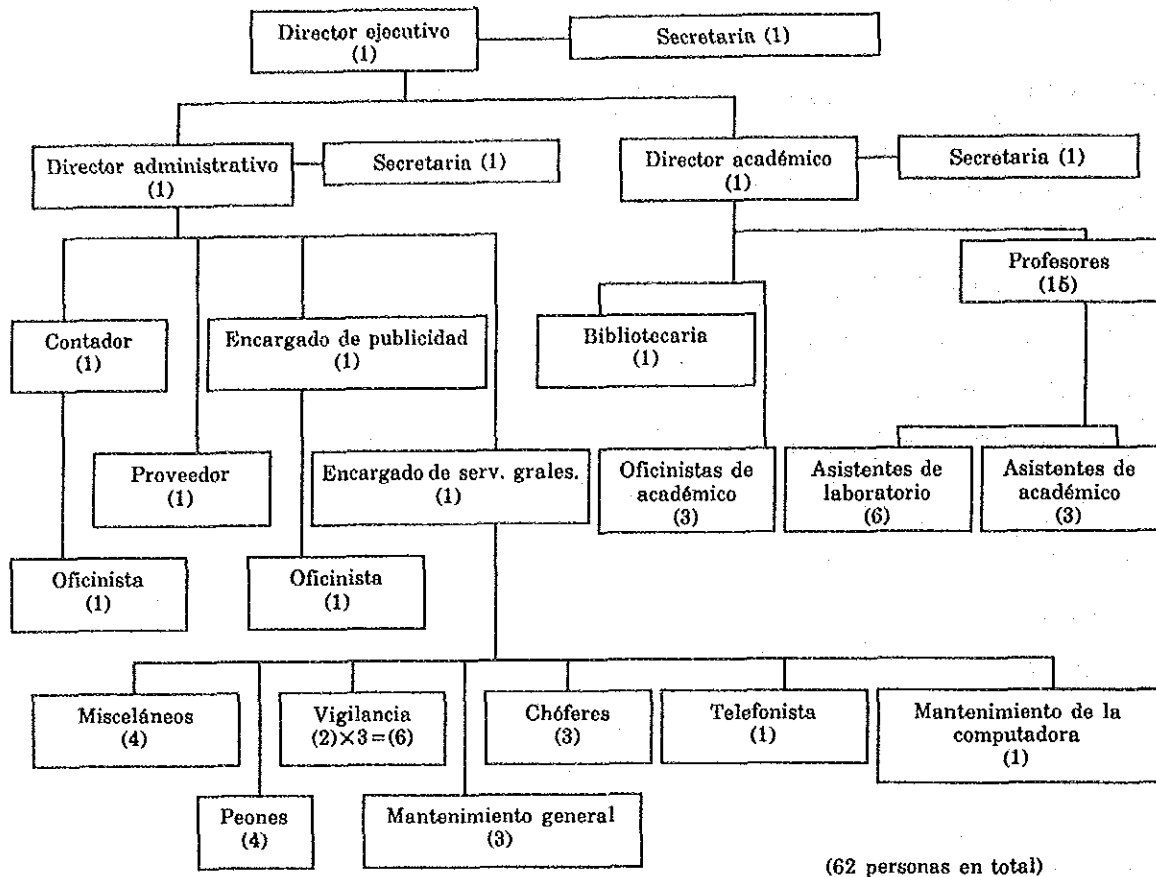 Director ejecutivo
(1)
Secretaria (1)
Director administrativo
(1)
Secretaria (1)
Director académico
(1)
Secretaria (1)
Profesores
(15)
Contador
(1)
Encargado de publicidad
(1)
Bibliotecaria
(1)
Proveedor
(1)
Encargado de serv. grales.
(1)
Oficinistas de
académico
(3)
Asistentes de
laboratorio
(6)
Asistentes de
académico
(3)
Oficinista
(1)
Oficinista
(1)
Misceláneos
(4)
Vigilancia
(2)×3=(6)
Chóferes
(3)
Telefonista
(1)
Mantenimiento de la
computadora
(1)
Peones
(4)
Mantenimiento general
(3)
(62 personas en total)